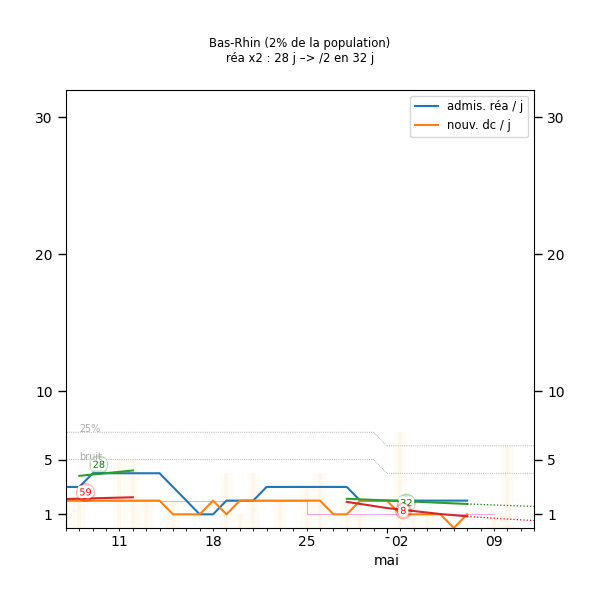 Bas-Rhin (2% de la population)
réa x2 : 28 j –> /2 en 32 j
admis. réa / j
nouv. dc / j
30 30
20 20
10 10
25%
bruit
28
5 5
59
32
8
1 1
11 18 25 02 09
mai